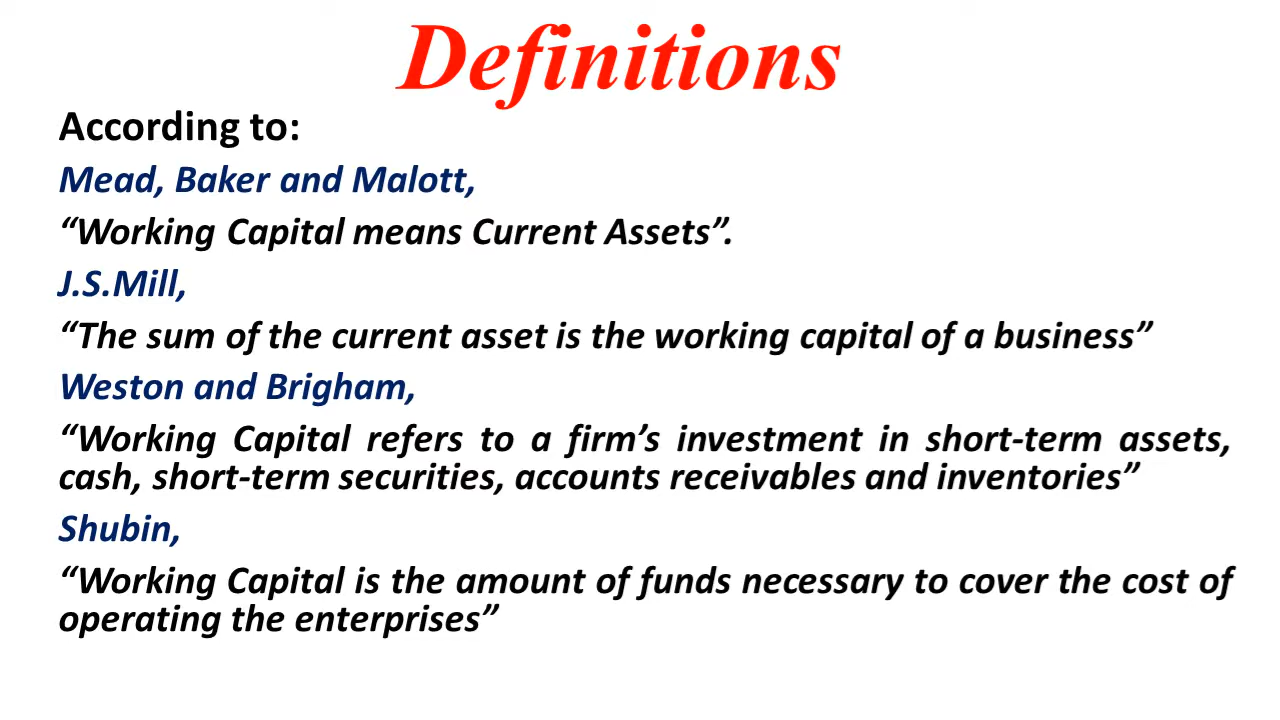 Definitions
According to:
Mead, Baker and Malott,
“Working Capital means Current Assets”.
J.S.Mill,
“The sum of the current asset is the working capital of a business”
Weston and Brigham,
“Working Capital refers to a firm’s investment in short-term assets,
cash, short-term securities, accounts receivables and inventories”
Shubin,
“Working Capital is the amount of funds necessary to cover the cost of
operating the enterprises”